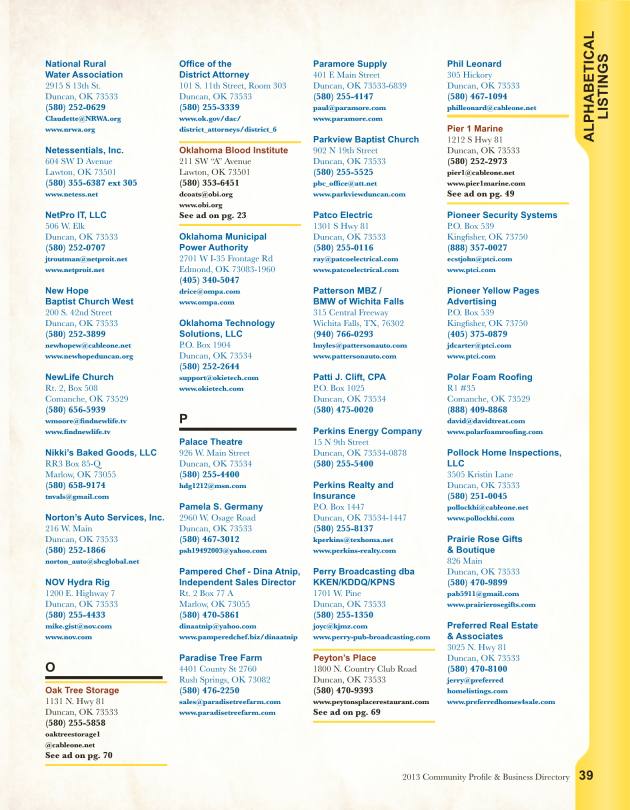 National Rural
Water Association
2915 S 13th St.
Duncan, OK 73533
(580) 252-0629
Claudette@NRWA.org
www.nrwa.org
Netessentials, Inc.
604 SW D Avenue
Lawton, OK 73501
(580) 355-6387 ext 305
www.netess.net
NetPro IT, LLC
506 W. Elk
Duncan, OK 73533
(580) 252-0707
jtroutman@netproit.net
www.netproit.net
New Hope
Baptist Church West
200 S. 42nd Street
Duncan, OK 73533
(580) 252-3899
newhopew@cableone.net
www.newhopeduncan.org
NewLife Church
Rt. 2, Box 508
Comanche, OK 73529
(580) 656-5939
wmoore@findnewlife.tv
www.findnewlife.tv
Nikki's Baked Goods, LLC
RR3 Box 85-Q
Marlow, OK 73055
(580) 658-9174
tnvals@gmail.com
Norton's Auto Services, Inc.
216 W. Main
Duncan, OK 73533
(580) 252-1866
norton_auto@sbcglobal.net
NOV Hydra Rig
1200 E. Highway 7
Duncan, OK 73533
(580) 255-4433
mike.gist@nov.com
www.nov.com
O
Oak Tree Storage
1131 N. Hwy 81
Duncan, OK 73533
(580) 255-5858
oaktreestorage1
@cableone.net
See ad on pg. 70
Office of the
District Attorney
101 S. 11th Street, Room 303
Duncan, OK 73533
(580) 255-3339
www.ok.gov/dac/
district_attorneys/district_6
Oklahoma Blood Institute
211 SW "A" Avenue
Lawton, OK 73501
(580) 353-6451
dcoats@obi.org
www.obi.org
See ad on pg. 23
Oklahoma Municipal
Power Authority
2701 W I-35 Frontage Rd
Edmond, OK 73083-1960
(405) 340-5047
drice@ompa.com
www.ompa.com
Oklahoma Technology
Solutions, LLC
P.O. Box 1904
Duncan, OK 73534
(580) 252-2644
support@okietech.com
www.okietech.com
P
Palace Theatre
926 W. Main Street
Duncan, OK 73534
(580) 255-4400
hdg1212@msn.com
Pamela S. Germany
2960 W. Osage Road
Duncan, OK 73533
(580) 467-3012
psh19492003@yahoo.com
Pampered Chef - Dina Atnip,
Independent Sales Director
Rt. 2 Box 77 A
Marlow, OK 73055
(580) 470-5861
dinaatnip@yahoo.com
www.pamperedchef.biz/dinaatnip
Paradise Tree Farm
4401 County St 2760
Rush Springs, OK 73082
(580) 476-2250
sales@paradisetreefarm.com
www.paradisetreefarm.com
Paramore Supply
401 E Main Street
Duncan, OK 73533-6839
(580) 255-4147
paul@paramore.com
www.paramore.com
Parkview Baptist Church
902 N 19th Street
Duncan, OK 73533
(580) 255-5525
pbc_office@att.net
www.parkviewduncan.com
Patco Electric
1301 S Hwy 81
Duncan, OK 73533
(580) 255-0116
ray@patcoelectrical.com
www.patcoelectrical.com
Patterson MBZ /
BMW of Wichita Falls
315 Central Freeway
Wichita Falls, TX, 76302
(940) 766-0293
lmyles@pattersonauto.com
www.pattersonauto.com
Patti J. Clift, CPA
P.O. Box 1025
Duncan, OK 73534
(580) 475-0020
Perkins Energy Company
15 N 9th Street
Duncan, OK 73534-0878
(580) 255-5400
Perkins Realty and
Insurance
P.O. Box 1447
Duncan, OK 73534-1447
(580) 255-8137
kperkins@texhoma.net
www.perkins-realty.com
Perry Broadcasting dba
KKEN/KDDQ/KPNS
1701 W. Pine
Duncan, OK 73533
(580) 255-1350
joyc@kjmz.com
www.perry-pub-broadcasting.com
Peyton's Place
1800 N. Country Club Road
Duncan, OK 73533
(580) 470-9393
www.peytonsplacerestaurant.com
See ad on pg. 69
Phil Leonard
305 Hickory
Duncan, OK 73533
(580) 467-1094
philleonard@cableone.net
Pier 1 Marine
1212 S Hwy 81
Duncan, OK 73533
(580) 252-2973
pier1@cableone.net
www.pier1marine.com
See ad on pg. 49
Pioneer Security Systems
P.O. Box 539
Kingfisher, OK 73750
(888) 357-0027
ecstjohn@ptci.com
www.ptci.com
Pioneer Yellow Pages
Advertising
P.O. Box 539
Kingfisher, OK 73750
(405) 375-0879
jdcarter@ptci.com
www.ptci.com
Polar Foam Roofing
R1 #35
Comanche, OK 73529
(888) 409-8868
david@davidtreat.com
www.polarfoamroofing.com
Pollock Home Inspections,
LLC
3505 Kristin Lane
Duncan, OK 73533
(580) 251-0045
pollockhi@cableone.net
www.pollockhi.com
Prairie Rose Gifts
& Boutique
826 Main
Duncan, OK 73533
(580) 470-9899
pab5911@gmail.com
www.prairierosegifts.com
Preferred Real Estate
& Associates
3025 N. Hwy 81
Duncan, OK 73533
(580) 470-8100
jerry@preferred
homelistings.com
www.preferredhomes4sale.com
ALPHABETICAL
LISTINGS
2013 Community Profile & Business Directory 39